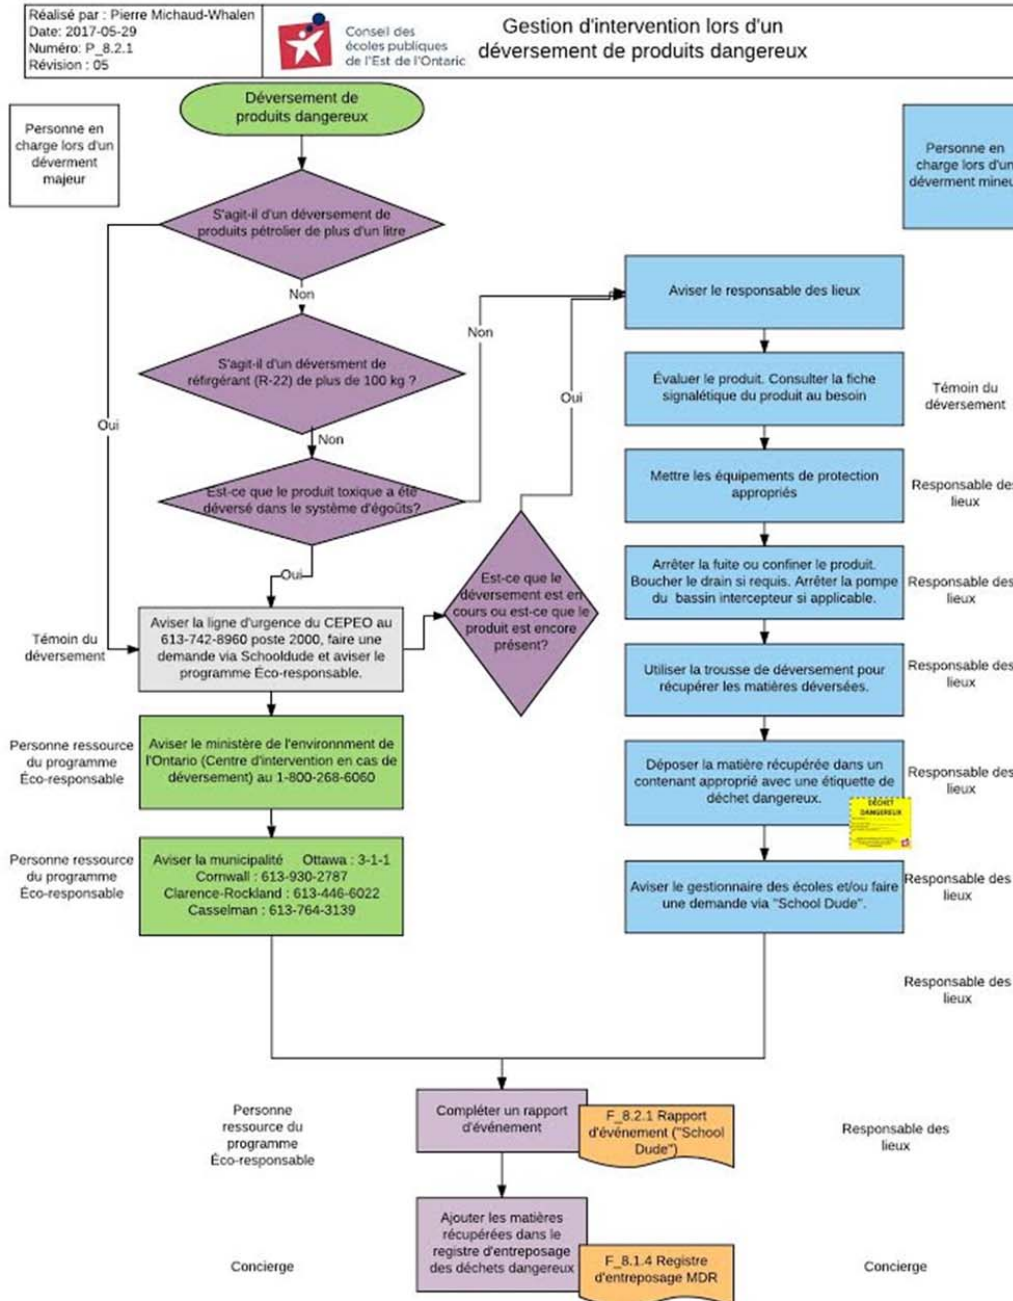 Réalisé par : Pierre Michaud-Whalen
Date: 2017-05-29
Numéro: P_8.2.1
Révision : 05
Conseil des
écoles publiques
de l'Est de l'Ontario
Gestion d'intervention lors d'un
déversement de produits dangereux
Personne en
charge lors d'un
déverment
majeur
Déversement de
produits dangereux
Personne en
charge lors d'un
déverment mineu
S'agit-il d'un déversement de
produits pétrolier de plus d'un litre
Non
S'agit-il d'un déversment de
réfirgérant (R-22) de plus de 100 kg ?
Non
Oui
Est-ce que le produit toxique a été
déversé dans le système d'égoûts?
Non
Oui
Oui
Témoin du
déversement
Aviser la ligne d'urgence du CEPEO au
613-742-8960 poste 2000, faire une
demande via Schooldude et aviser le
programme Éco-responsable.
Est-ce que le
déversement est en
cours ou est-ce que le
produit est encore
présent?
Personne ressource
du programme
Éco-responsable
Aviser le ministère de l'environnment de
l'Ontario (Centre d'intervention en cas de
déversement) au 1-800-268-6060
Personne ressource
du programme
Éco-responsable
Aviser la municipalité Ottawa : 3-1-1
Cornwall : 613-930-2787
Clarence-Rockland : 613-446-6022
Casselman : 613-764-3139
Aviser le responsable des lieux
Évaluer le produit. Consulter la fiche
signalétique du produit au besoin
Témoin du
déversement
Mettre les équipements de protection
appropriés
Responsable des
lieux
Arrêter la fuite ou confiner le produit.
Boucher le drain si requis. Arrêter la pompe
du bassin intercepteur si applicable.
Responsable des
lieux
Utiliser la trousse de déversement pour
récupérer les matières déversées.
Responsable des
lieux
Déposer la matière récupérée dans un
contenant approprié avec une étiquette de
déchet dangereux.
DÉCHET
DANGEREUX
Responsable des
lieux
Aviser le gestionnaire des écoles et/ou faire
une demande via "School Dude".
Responsable des
lieux
Responsable des
lieux
Personne
ressource du
programme
Éco-responsable
Compléter un rapport
d'événement
F_8.2.1 Rapport
d'événement ("School
Dude")
Responsable des
lieux
Concierge
Ajouter les matières
récupérées dans le
registre d'entreposage
des déchets dangereux
F_8.1.4 Registre
d'entreposage MDR
Concierge